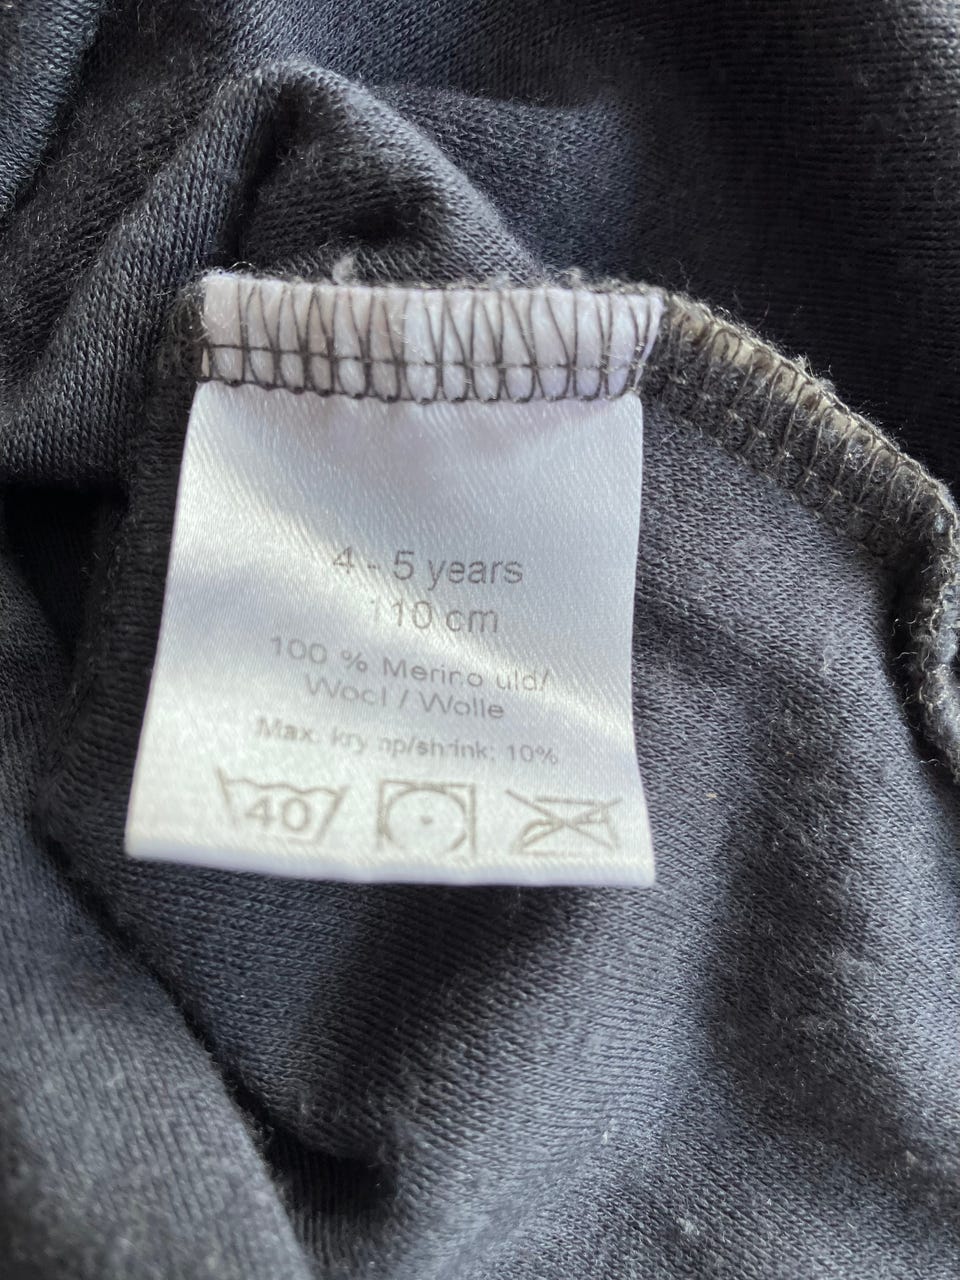 4 - 5 years
110 cm
100 % Merino uld/
Wool / Wolle
Max. krymp/shrink: 10%
40